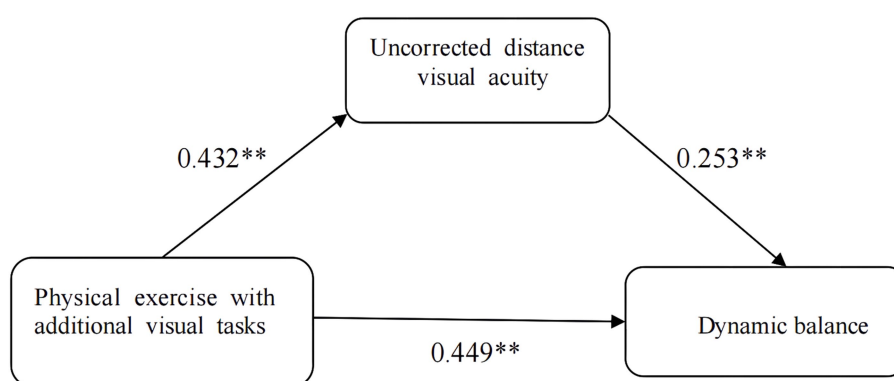 Uncorrected distance
visual acuity
0.432**
0.253**
Physical exercise with
additional visual tasks
Dynamic balance
0.449**